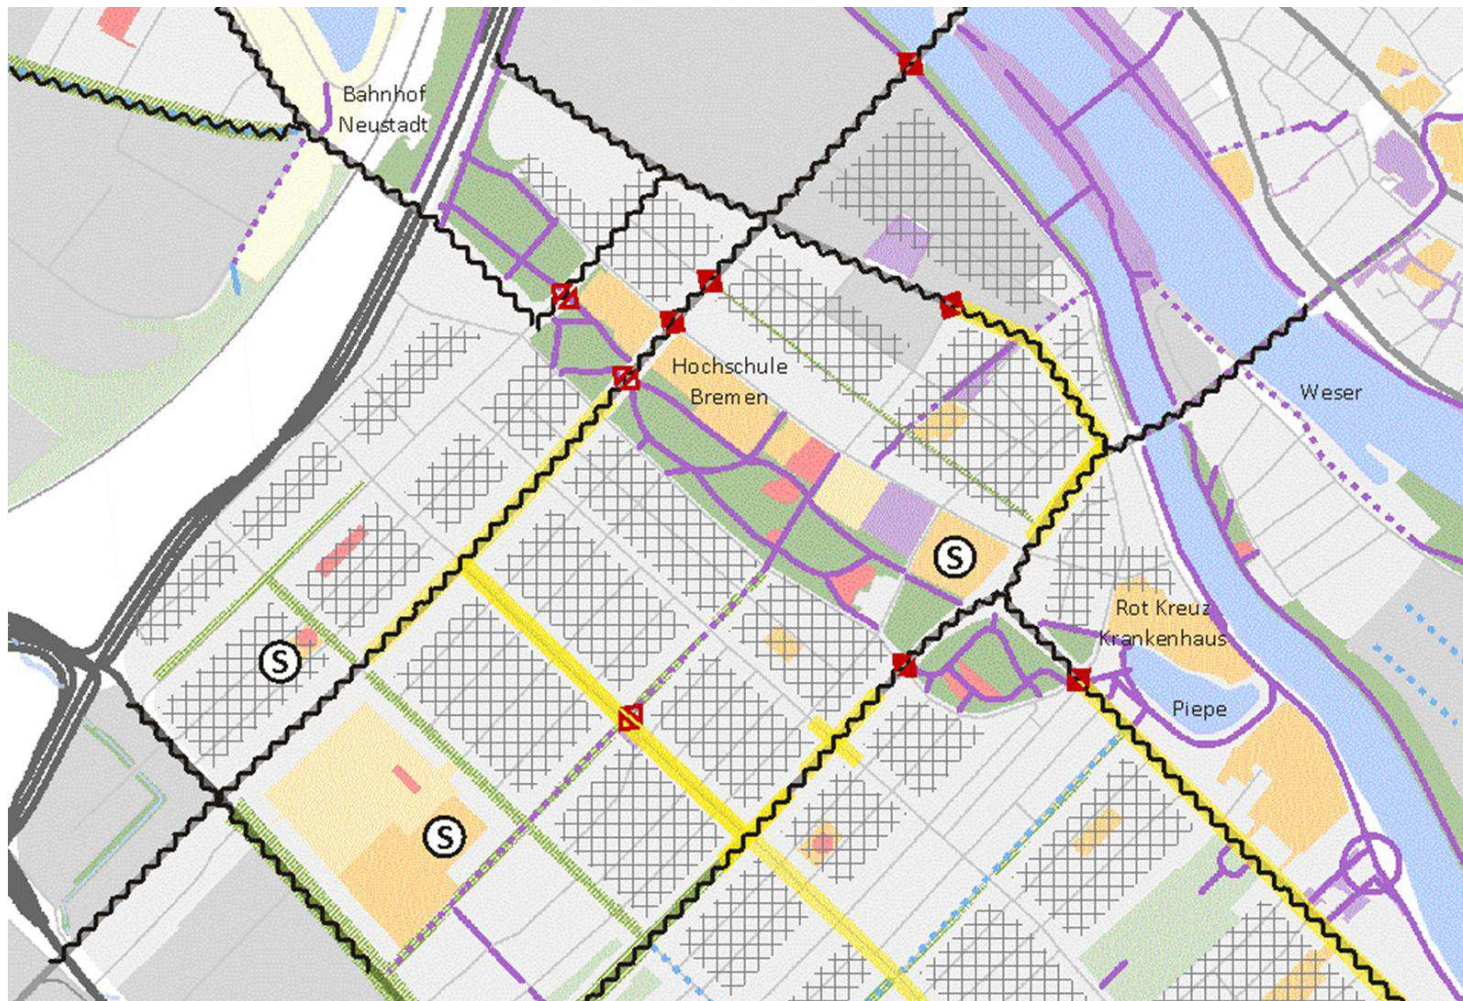 Bahnhof
Neustadt
Hochschule
Bremen
Weser
S
Rot Kreuz
Krankenhaus
S
Piepe
S